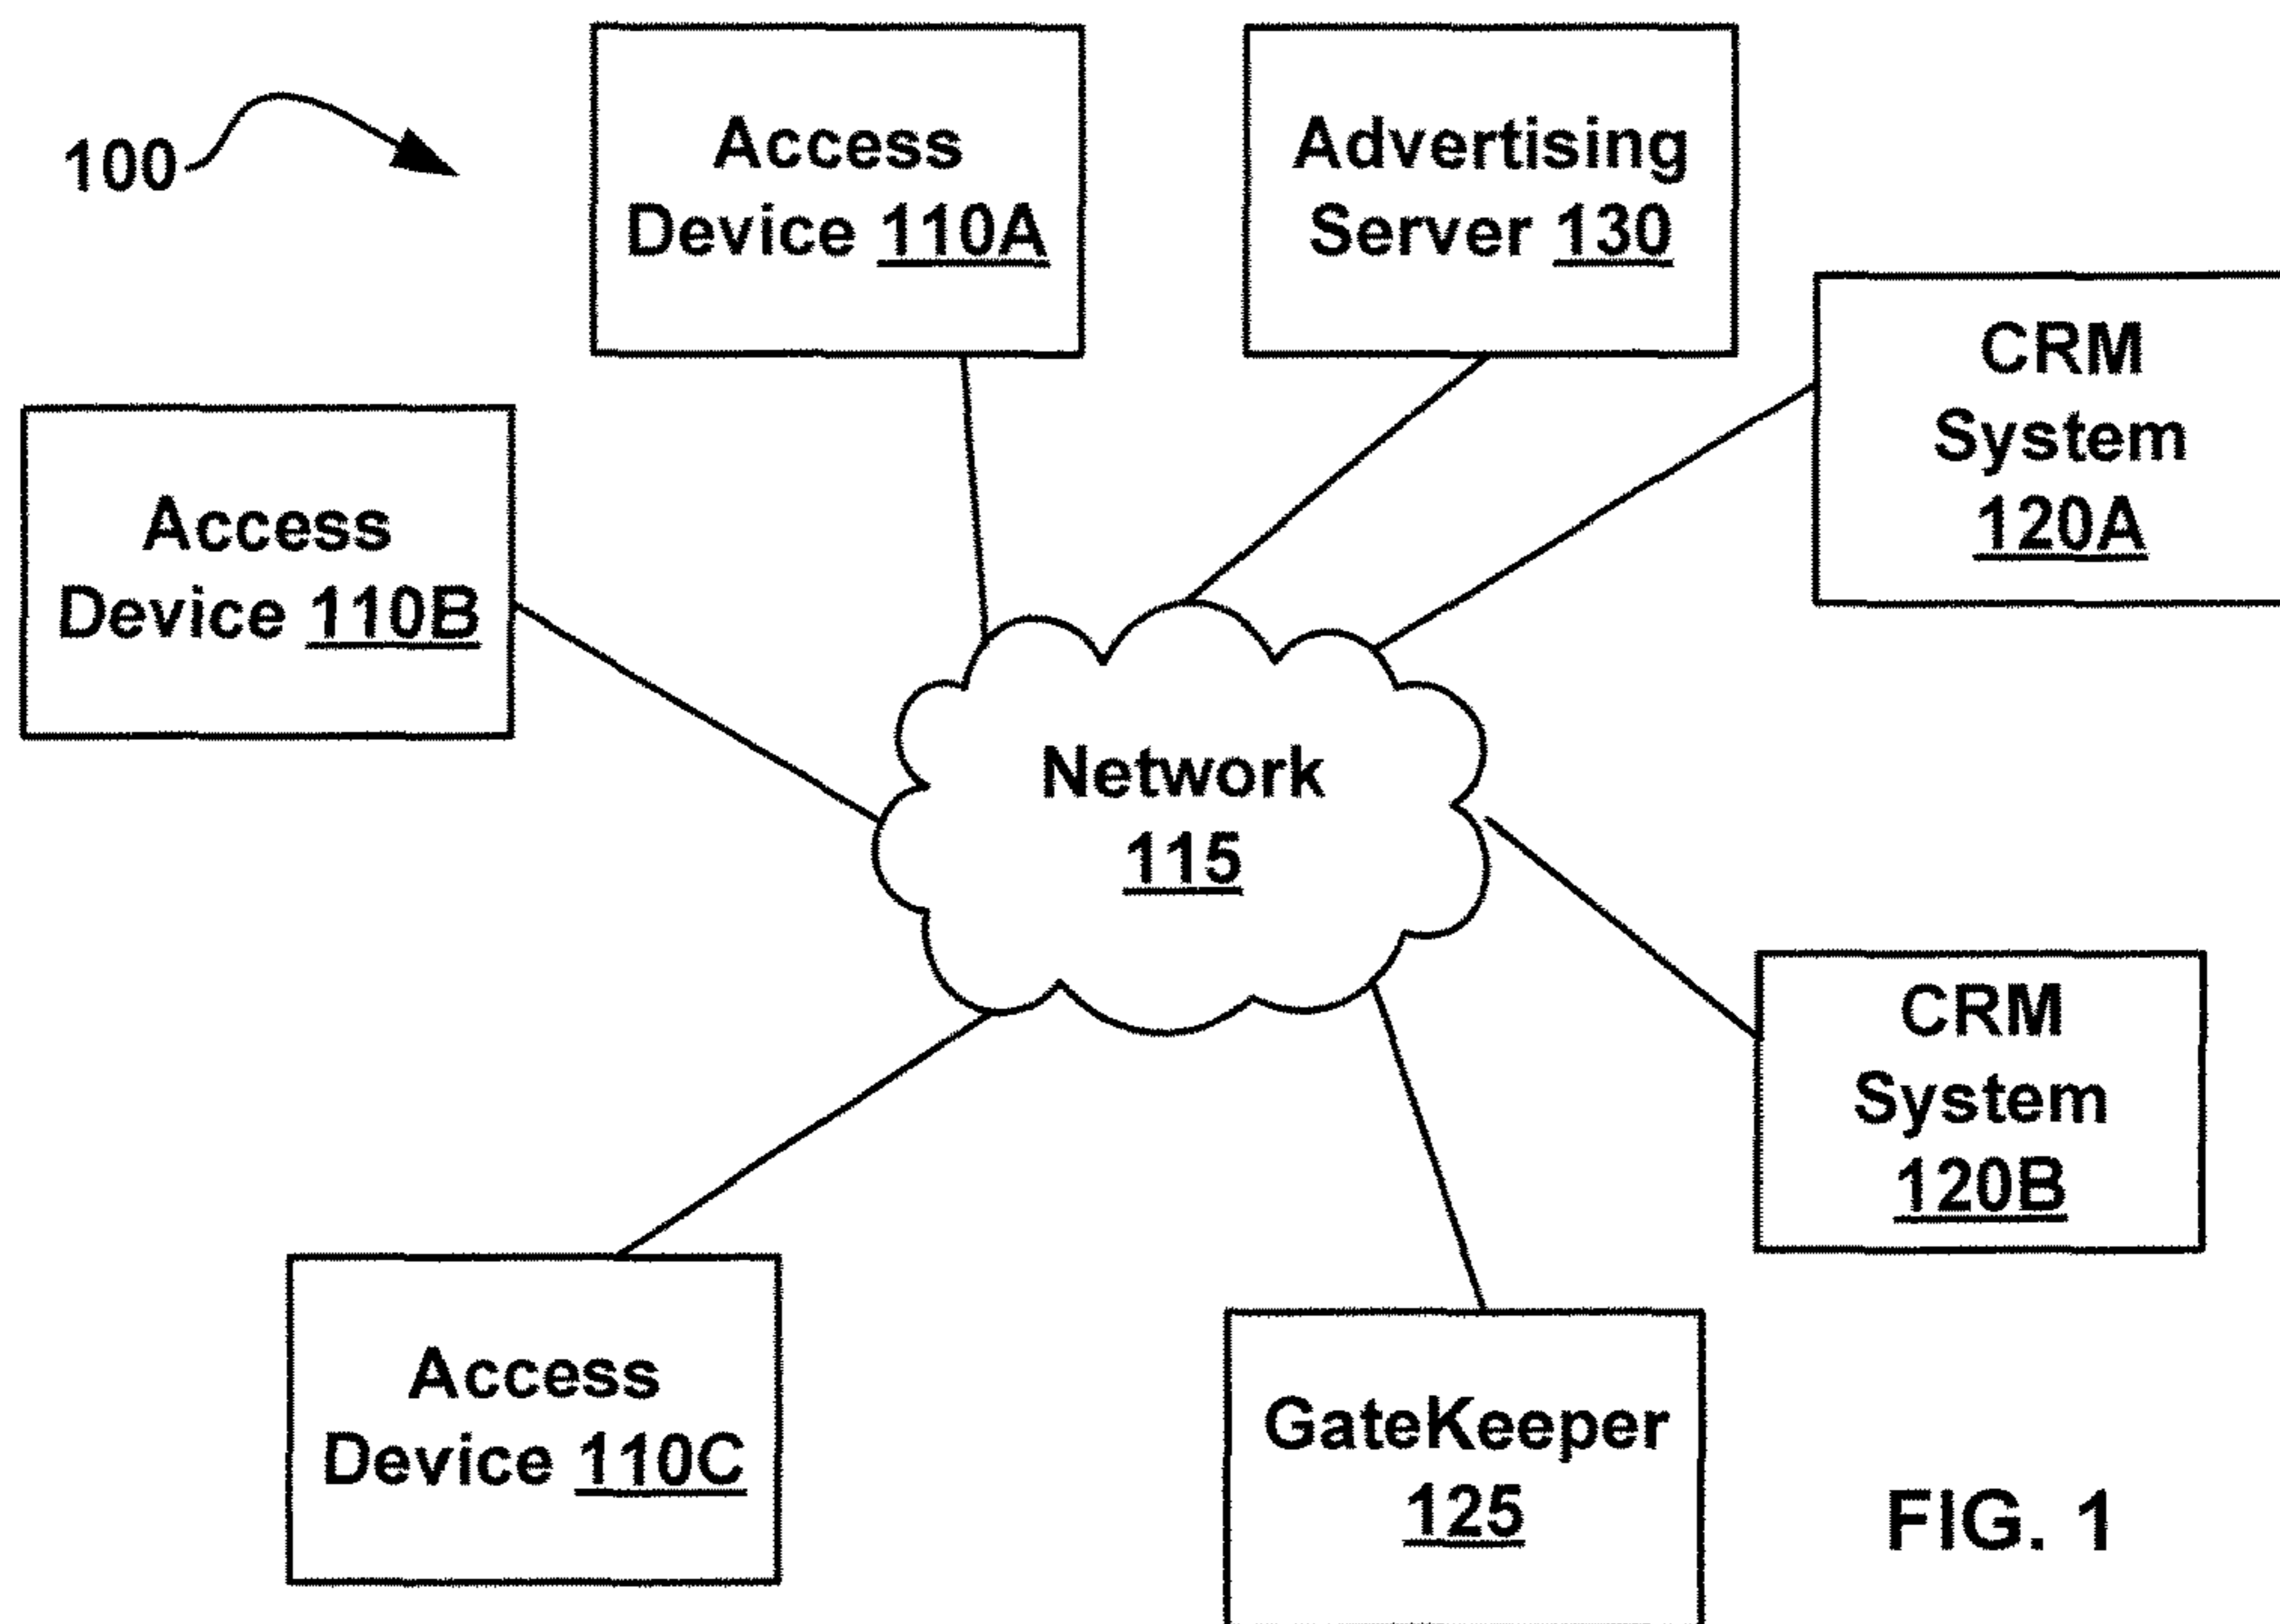 100
Access
Device 110A
Advertising
Server 130
CRM
System
120A
Access
Device 110B
Network
115
CRM
System
120B
Access
Device 110C
GateKeeper
125
FIG. 1